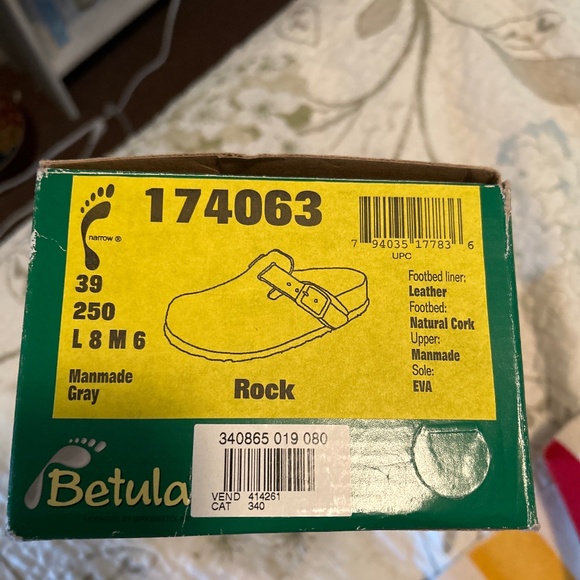 174063
narrow ®
39
250
L 8 M 6
Manmade
Gray
Rock
7 94035 17783 6
UPC
Footbed liner:
Leather
Footbed:
Natural Cork
Upper:
Manmade
Sole:
EVA
340865 019 080
VEND 414261
CAT 340
Betula